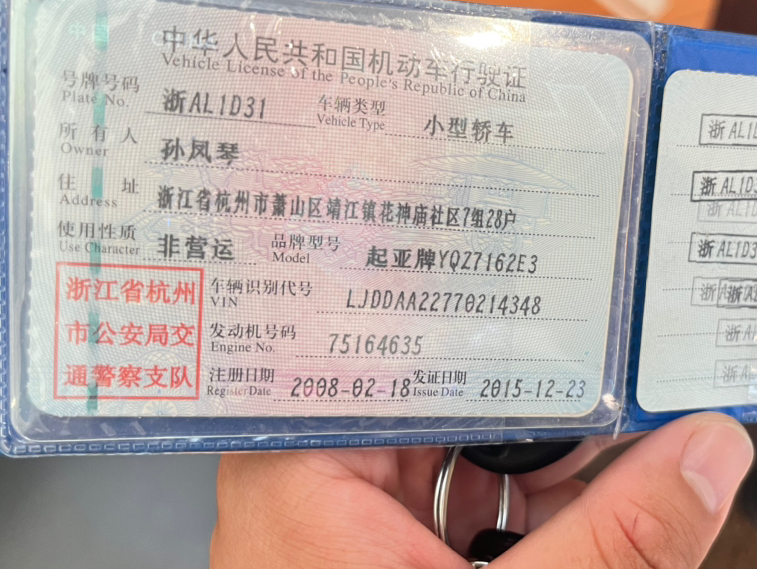 中华人民共和国机动车行驶证
Vehicle License of the People's Republic of China
号牌号码 浙AL1D31 车辆类型 小型轿车
Plate No. Vehicle Type
所有人 孙凤琴
Owner
住址 浙江省杭州市萧山区靖江镇花神庙社区7组28户
Address
使用性质 非营运 品牌型号 起亚牌YQZ7162E3
Use Character Model
浙江省杭州
市公安局交
通警察支队
车辆识别代号 LJDDAA22770214348
VIN
发动机号码 75164635
Engine No.
注册日期 2008-02-18 发证日期 2015-12-23
Register Date Issue Date
浙AL1D
浙AL1D3
浙AL1D
浙AL1D3